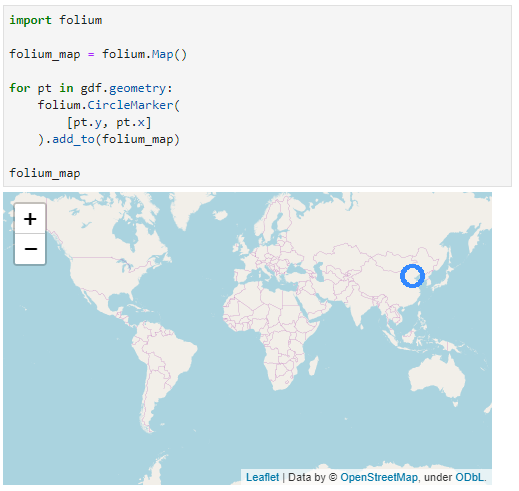 import folium
folium_map = folium.Map()
for pt in gdf.geometry:
    folium.CircleMarker(
        [pt.y, pt.x]
    ).add_to(folium_map)
folium_map
+
−
Leaflet | Data by © OpenStreetMap, under ODbL.